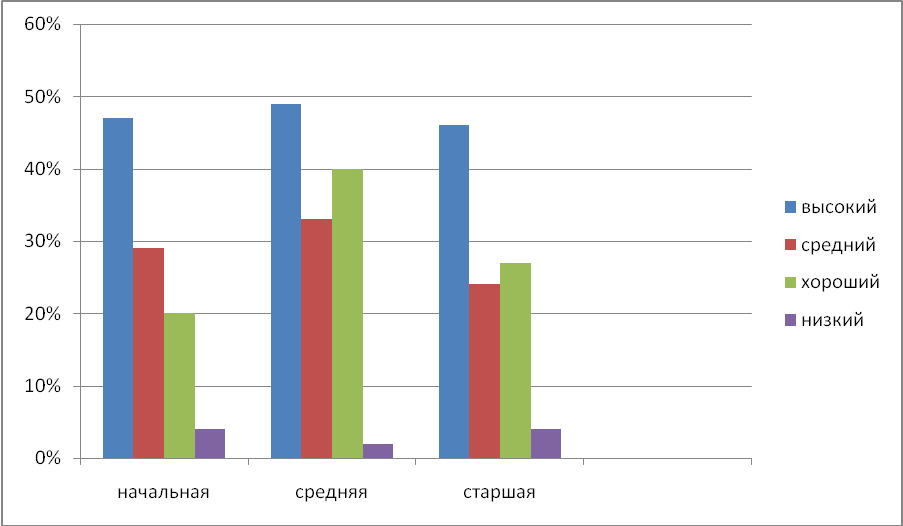 60%
50%
40%
30%
20%
10%
0%
начальная
средняя
старшая
высокий
средний
хороший
низкий